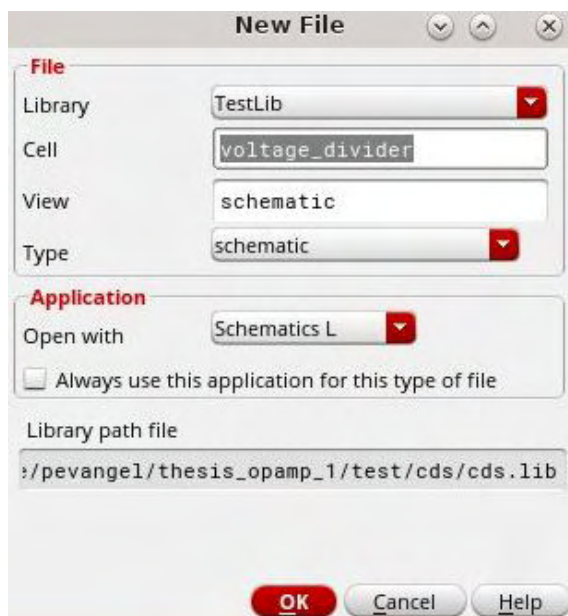 New File
File
Library TestLib
Cell voltage_divider
View schematic
Type schematic
Application
Open with Schematics L
Always use this application for this type of file
Library path file
:/pevangel/thesis_opamp_1/test/cds/cds.lib
OK Cancel Help